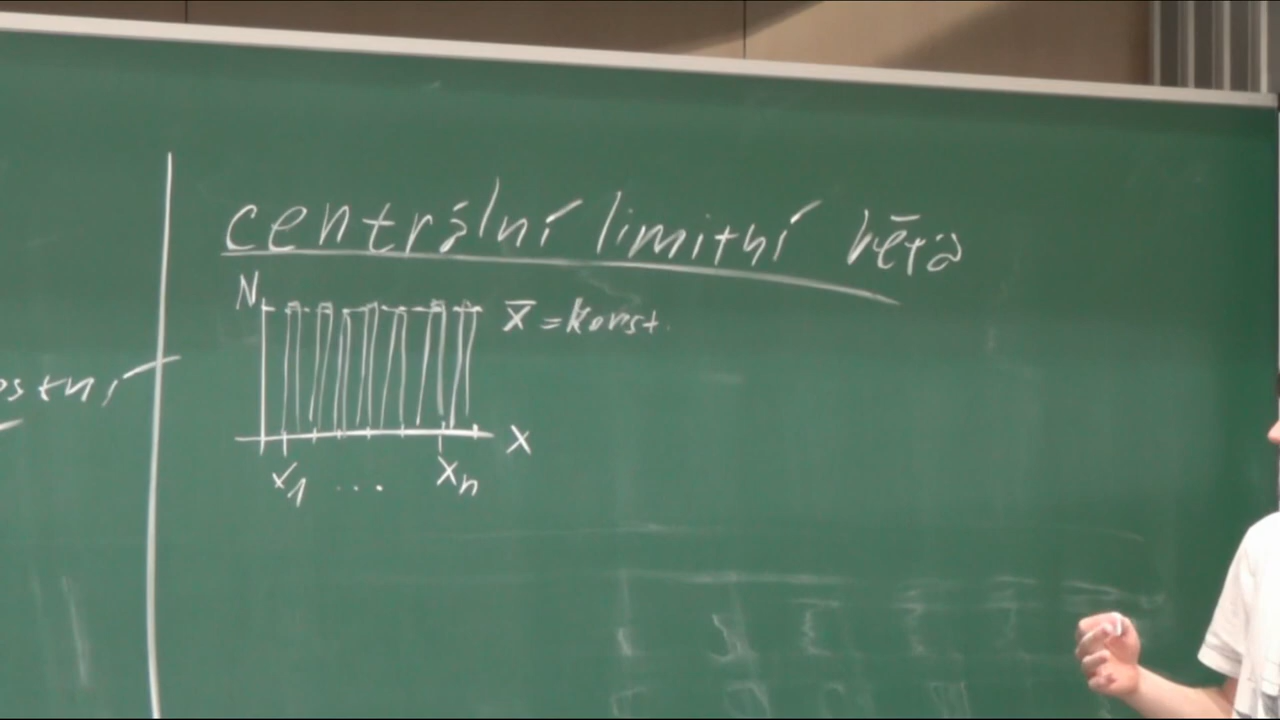 centrální limitní věta
N
x̄ = konst.
x
x₁ ... xₙ